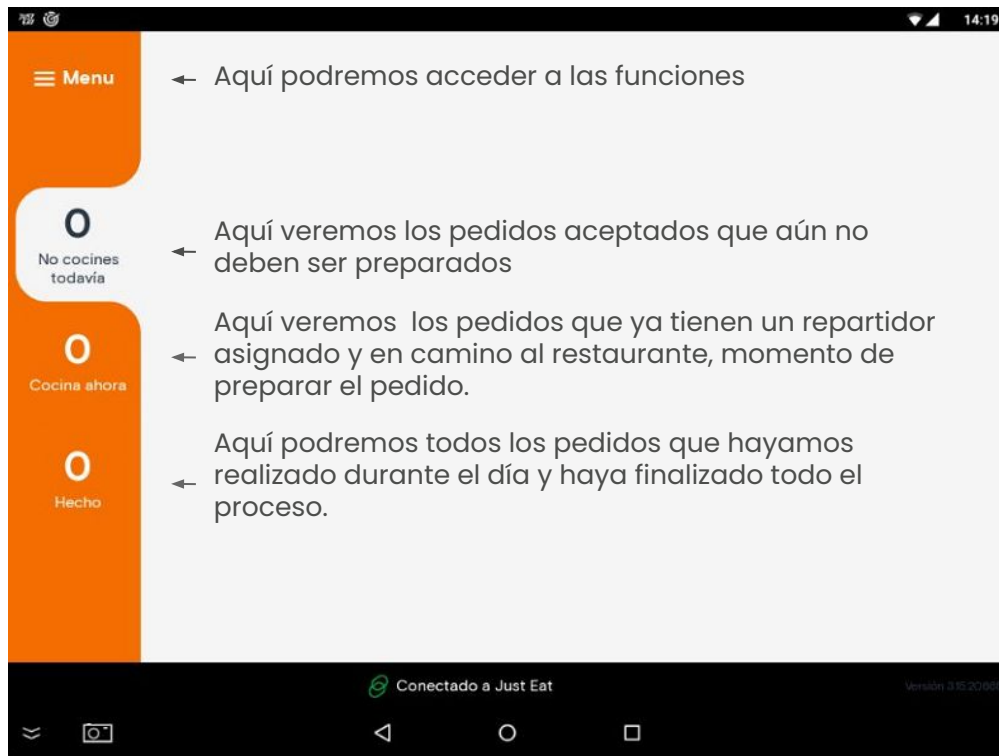 14:19
Menu
Aquí podremos acceder a las funciones
0
No cocines
todavía
Aquí veremos los pedidos aceptados que aún no
deben ser preparados
0
Cocina ahora
Aquí veremos los pedidos que ya tienen un repartidor
asignado y en camino al restaurante, momento de
preparar el pedido.
0
Hecho
Aquí podremos todos los pedidos que hayamos
realizado durante el día y haya finalizado todo el
proceso.
Conectado a Just Eat
Versión